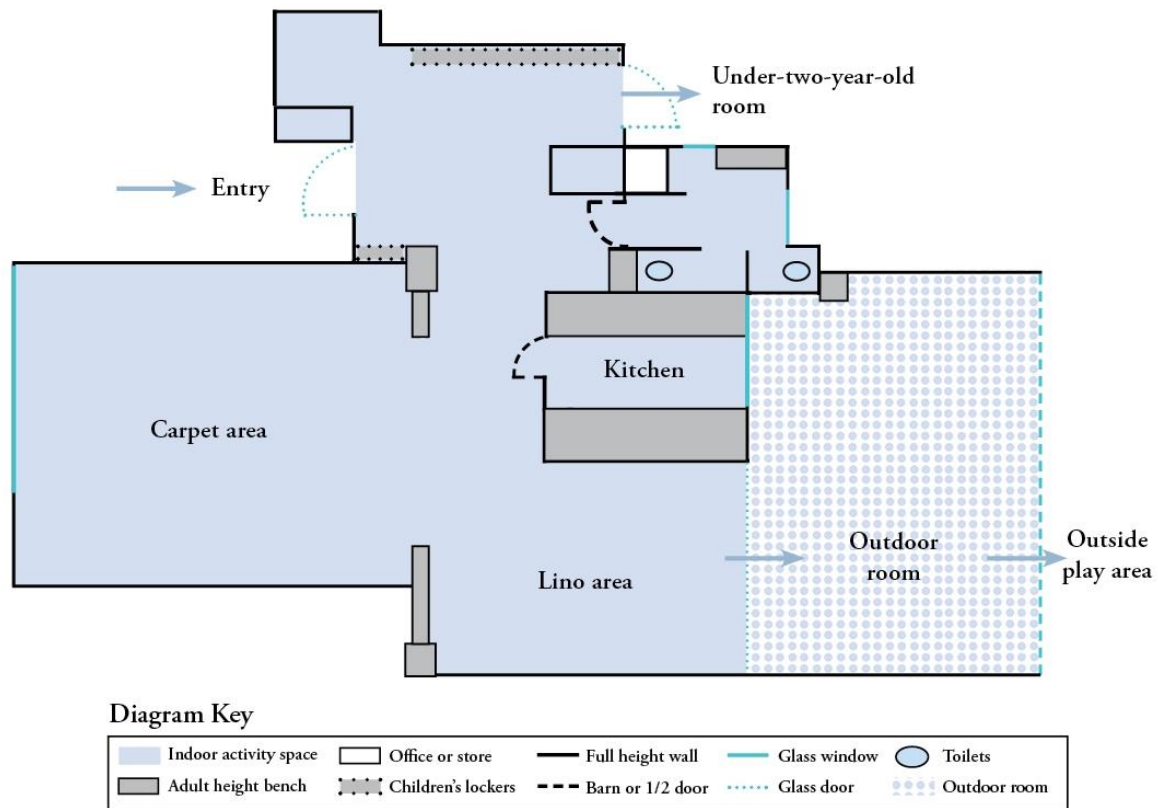 Under-two-year-old
room
Entry
Kitchen
Carpet area
Outdoor
room
Outside
play area
Lino area
Diagram Key
Indoor activity space
Office or store
Full height wall
Glass window
Toilets
Adult height bench
Children's lockers
Barn or 1/2 door
Glass door
Outdoor room